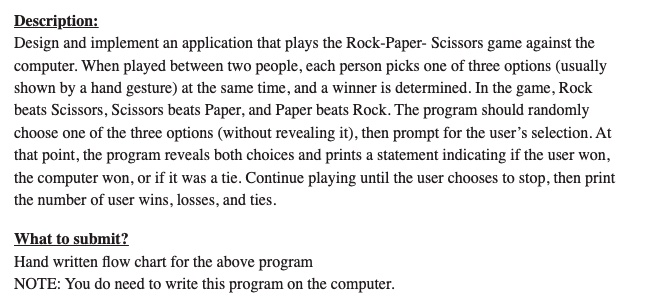 Description:
Design and implement an application that plays the Rock-Paper- Scissors game against the
computer. When played between two people, each person picks one of three options (usually
shown by a hand gesture) at the same time, and a winner is determined. In the game, Rock
beats Scissors, Scissors beats Paper, and Paper beats Rock. The program should randomly
choose one of the three options (without revealing it), then prompt for the user's selection. At
that point, the program reveals both choices and prints a statement indicating if the user won,
the computer won, or if it was a tie. Continue playing until the user chooses to stop, then print
the number of user wins, losses, and ties.
What to submit?
Hand written flow chart for the above program
NOTE: You do need to write this program on the computer.